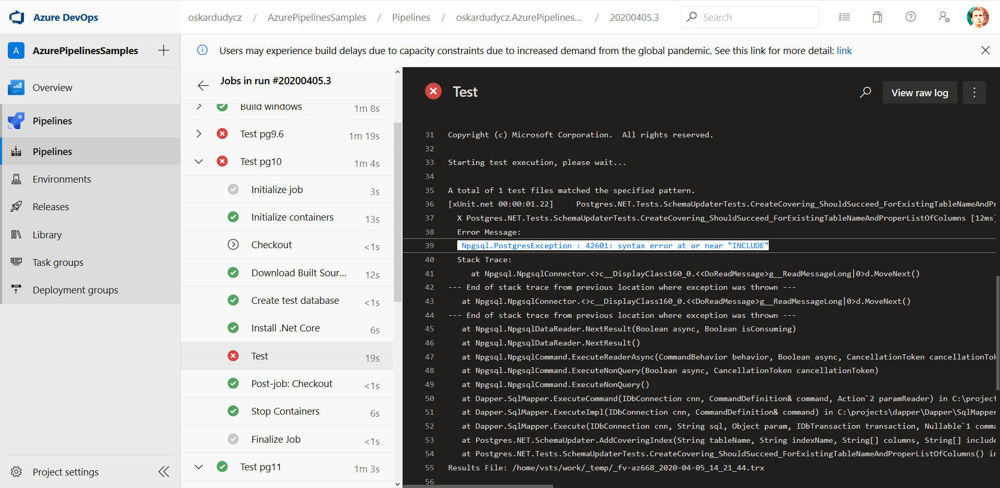 Azure DevOps
oskardudycz / AzurePipelinesSamples / Pipelines / oskardudycz.AzurePipelines... / 20200405.3
Search
A AzurePipelinesSamples
Users may experience build delays due to capacity constraints due to increased demand from the global pandemic. See this link for more detail: link
Overview
Pipelines
Pipelines
Environments
Releases
Library
Task groups
Deployment groups
Project settings
Jobs in run #20200405.3
Build windows 1m 8s
Test pg9.6 1m 19s
Test pg10 1m 4s
Initialize job 3s
Initialize containers 13s
Checkout <1s
Download Built Sour... 12s
Create test database <1s
Install .Net Core 6s
Test 19s
Post-job: Checkout <1s
Stop Containers 6s
Finalize Job <1s
Test pg11 1m 3s
Test
View raw log
31 Copyright (c) Microsoft Corporation.  All rights reserved.
32
33 Starting test execution, please wait...
34
35 A total of 1 test files matched the specified pattern.
36 [xUnit.net 00:00:01.22]     Postgres.NET.Tests.SchemaUpdaterTests.CreateCovering_ShouldSucceed_ForExistingTableNameAndPr
37 X Postgres.NET.Tests.SchemaUpdaterTests.CreateCovering_ShouldSucceed_ForExistingTableNameAndProperListOfColumns [12ms]
38 Error Message:
39 Npgsql.PostgresException : 42601: syntax error at or near "INCLUDE"
40 Stack Trace:
41 at Npgsql.NpgsqlConnector.<>c__DisplayClass160_0.<<DoReadMessage>g__ReadMessageLong|0>d.MoveNext()
42 --- End of stack trace from previous location where exception was thrown ---
43 at Npgsql.NpgsqlConnector.<>c__DisplayClass160_0.<<DoReadMessage>g__ReadMessageLong|0>d.MoveNext()
44 --- End of stack trace from previous location where exception was thrown ---
45 at Npgsql.NpgsqlDataReader.NextResult(Boolean async, Boolean isConsuming)
46 at Npgsql.NpgsqlDataReader.NextResult()
47 at Npgsql.NpgsqlCommand.ExecuteReaderAsync(CommandBehavior behavior, Boolean async, CancellationToken cancellationTok
48 at Npgsql.NpgsqlCommand.ExecuteNonQuery(Boolean async, CancellationToken cancellationToken)
49 at Npgsql.NpgsqlCommand.ExecuteNonQuery()
50 at Dapper.SqlMapper.ExecuteCommand(IDbConnection cnn, CommandDefinition& command, Action`2 paramReader) in C:\project
51 at Dapper.SqlMapper.ExecuteImpl(IDbConnection cnn, CommandDefinition& command) in C:\projects\dapper\Dapper\SqlMapper
52 at Dapper.SqlMapper.Execute(IDbConnection cnn, String sql, Object param, IDbTransaction transaction, Nullable`1 comma
53 at Postgres.NET.SchemaUpdater.AddCoveringIndex(String tableName, String indexName, String[] columns, String[] include
54 at Postgres.NET.Tests.SchemaUpdaterTests.CreateCovering_ShouldSucceed_ForExistingTableNameAndProperListOfColumns() in
55 Results File: /home/vsts/work/_temp/_fv-az668_2020-04-05_14_21_44.trx
56